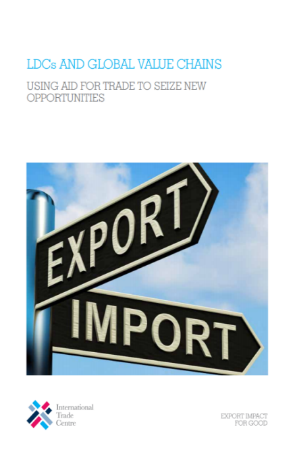 LDCs AND GLOBAL VALUE CHAINS
USING AID FOR TRADE TO SEIZE NEW
OPPORTUNITIES
EXPORT
IMPORT
International
Trade
Centre
EXPORT IMPACT
FOR GOOD